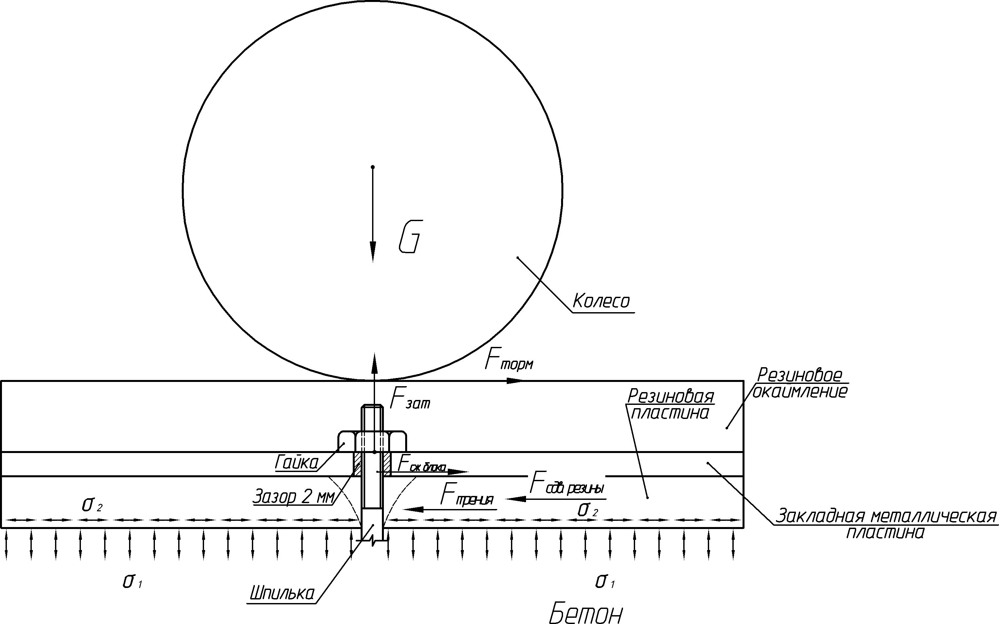 G
Колесо
Fторм
Резиновое
окаимление
Fзат
Резиновая
пластина
Гайка
Fсж блока
Fсдв резины
Зазор 2 мм
Fтрения
σ2
σ2
Закладная металлическая
пластина
σ1
σ1
Шпилька
Бетон